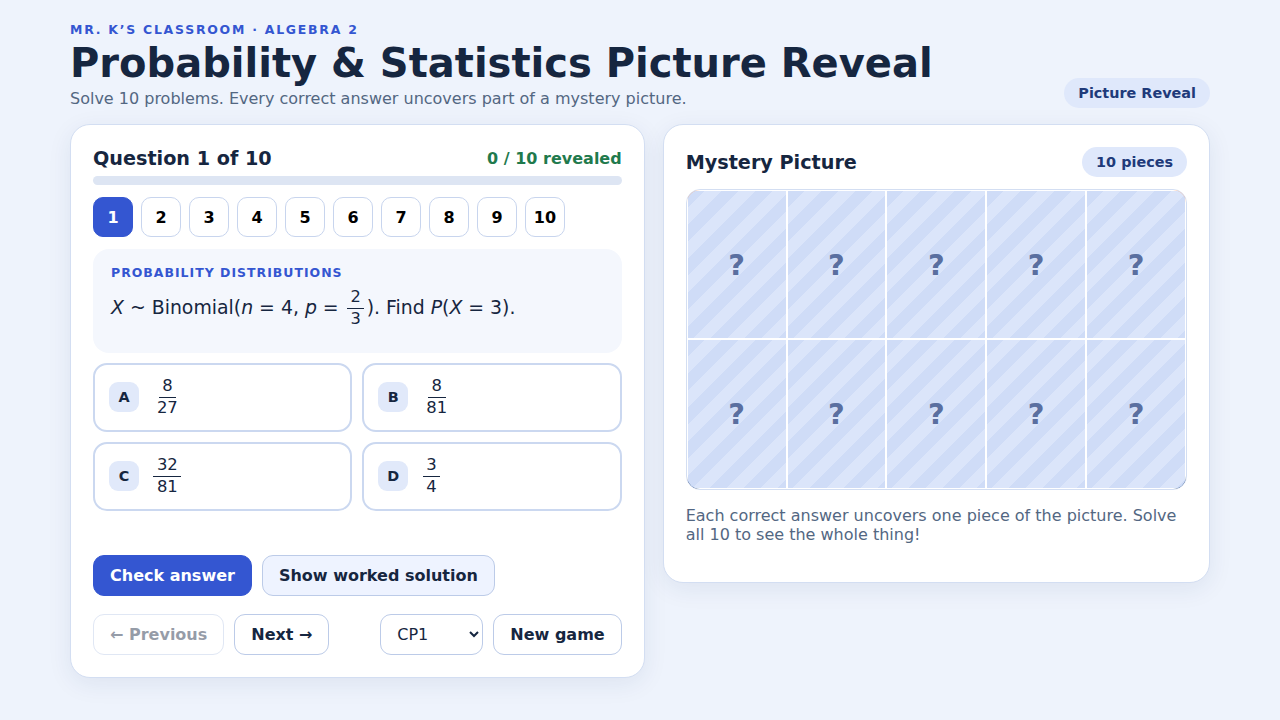 MR. K’S CLASSROOM · ALGEBRA 2
Probability & Statistics Picture Reveal
Solve 10 problems. Every correct answer uncovers part of a mystery picture.
Picture Reveal
Question 1 of 10
0 / 10 revealed
1 2 3 4 5 6 7 8 9 10
PROBABILITY DISTRIBUTIONS
X ~ Binomial(n = 4, p = 2/3). Find P(X = 3).
A 8/27
B 8/81
C 32/81
D 3/4
Check answer
Show worked solution
← Previous
Next →
CP1
New game
Mystery Picture
10 pieces
? ? ? ? ?
? ? ? ? ?
Each correct answer uncovers one piece of the picture. Solve
all 10 to see the whole thing!